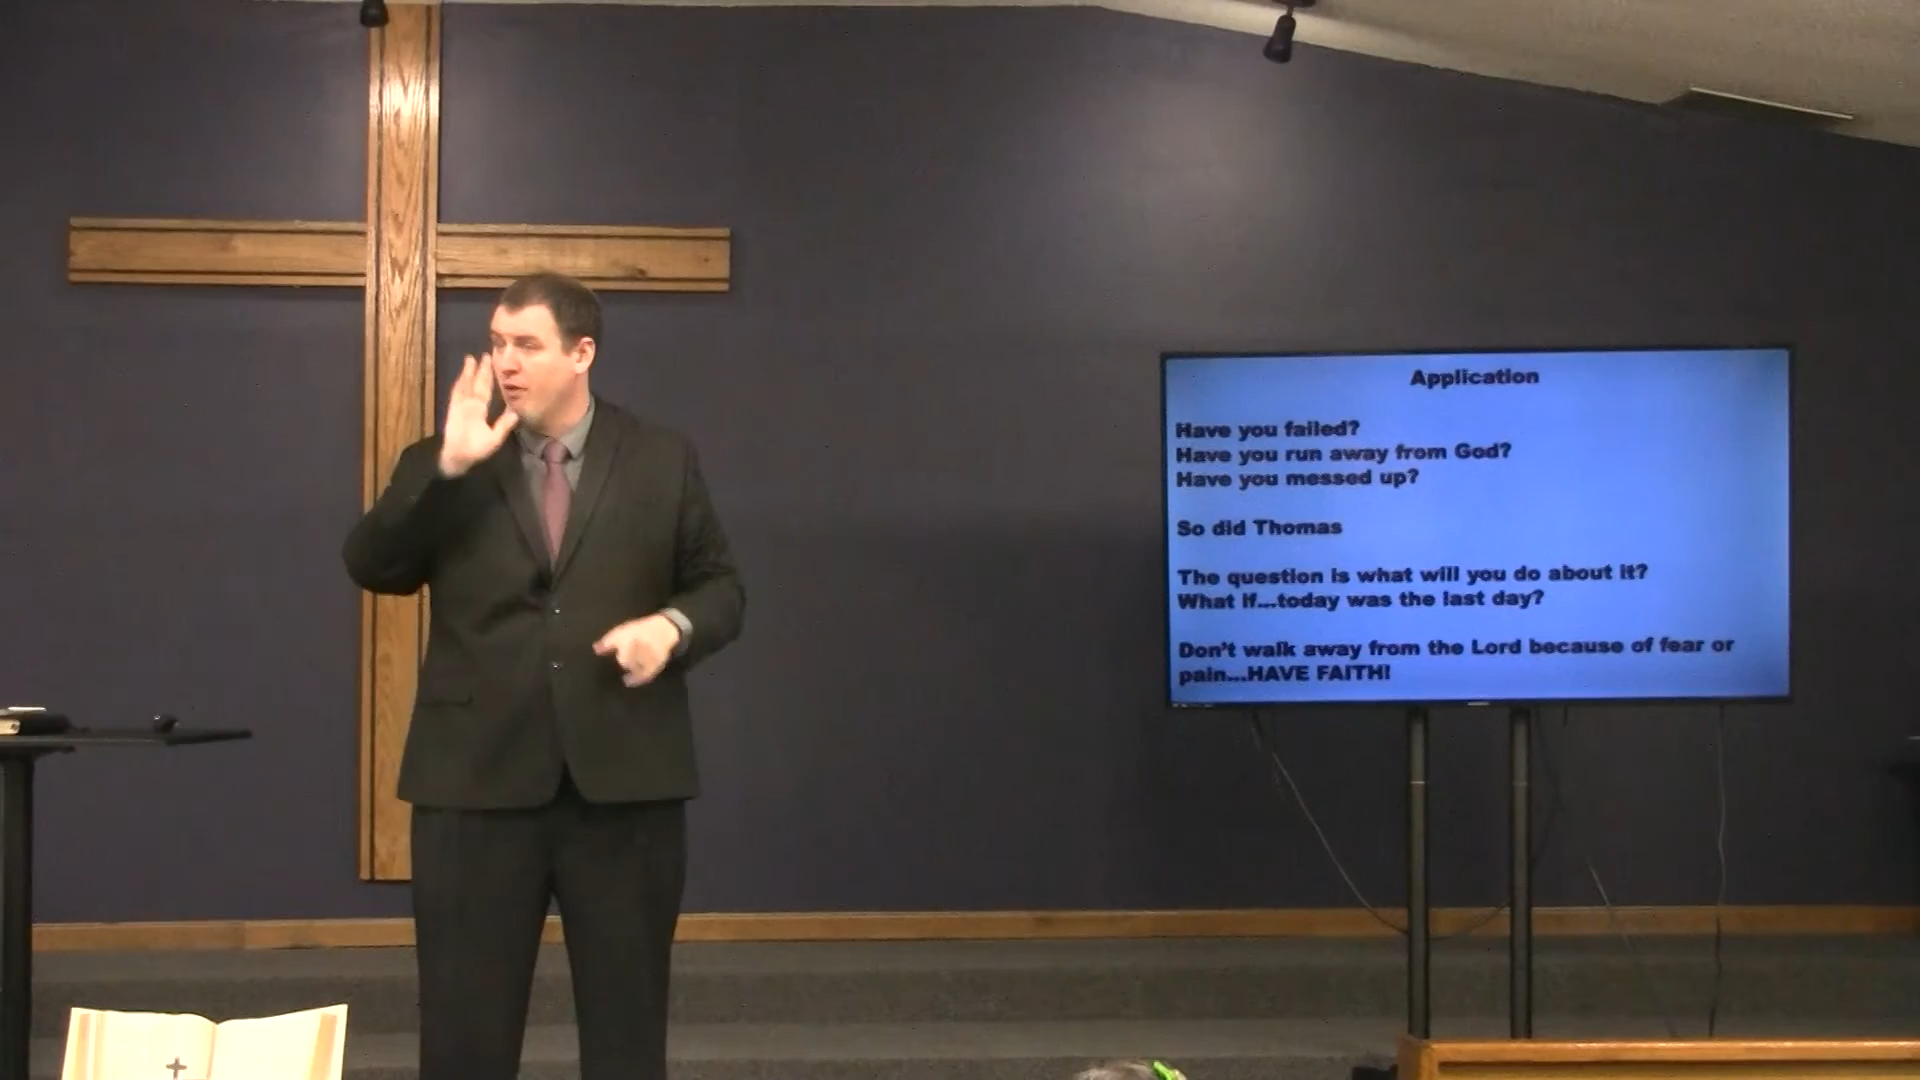 Application
Have you failed?
Have you run away from God?
Have you messed up?
So did Thomas
The question is what will you do about it?
What if...today was the last day?
Don't walk away from the Lord because of fear or
pain...HAVE FAITH!